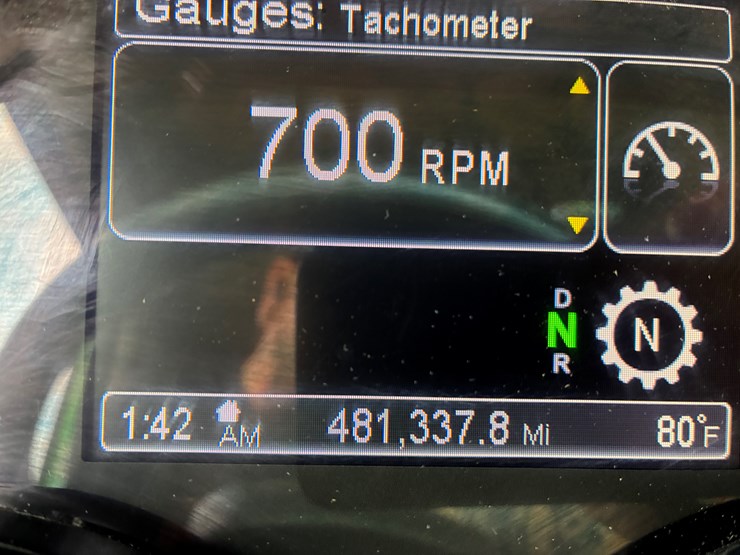 Gauges: Tachometer
700 RPM
D
N N
R
1:42 AM 481,337.8 Mi 80°F